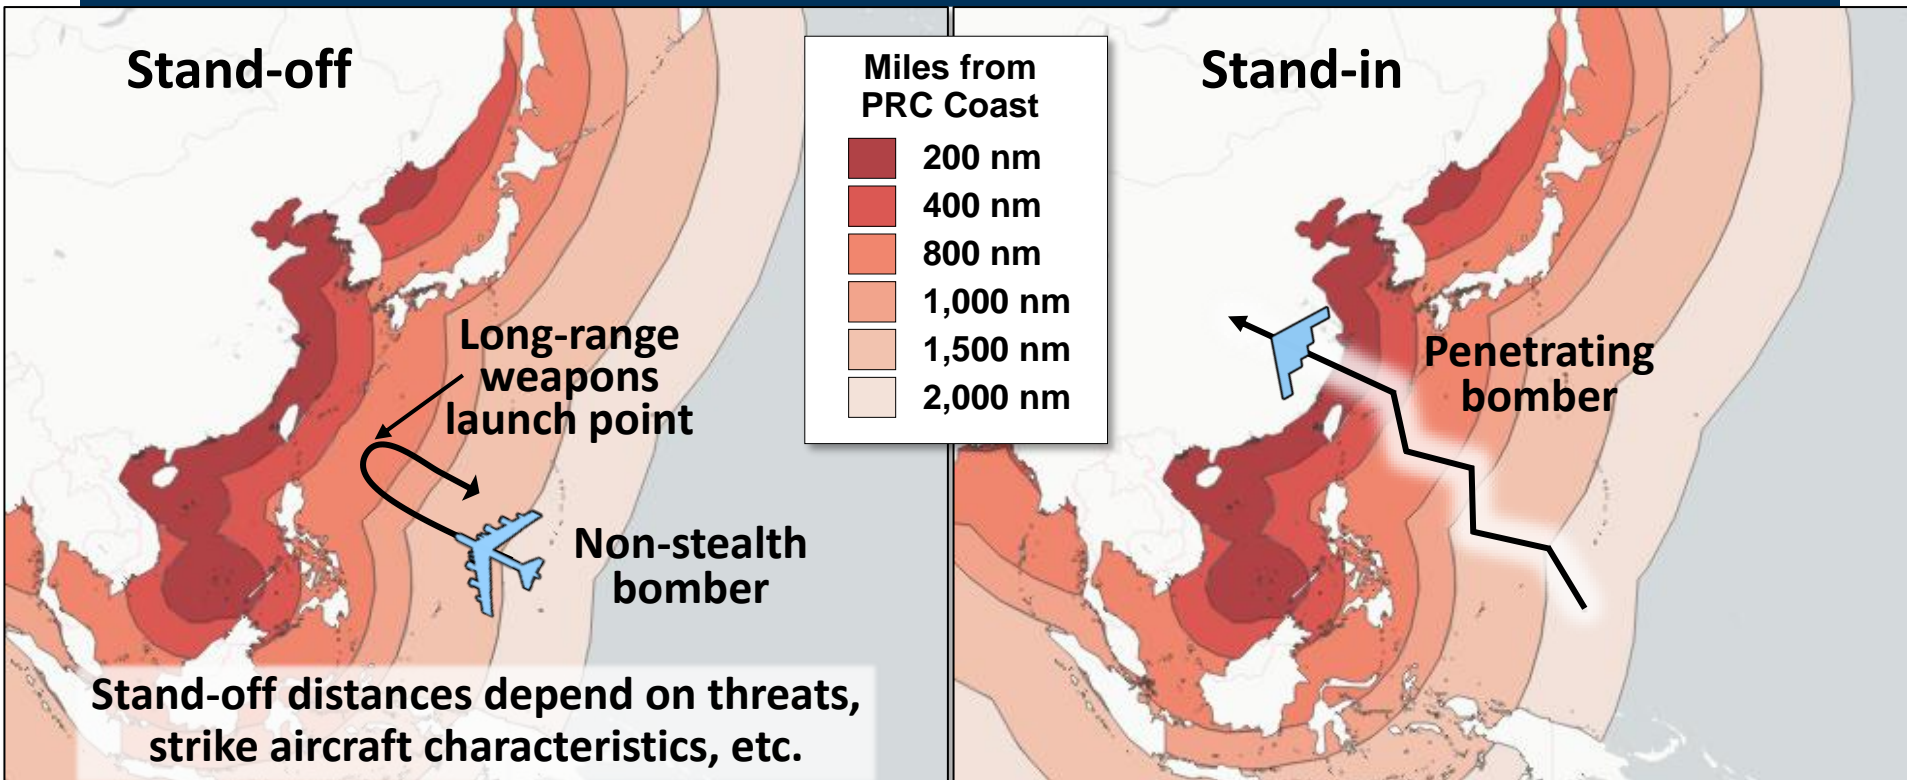 Stand-off
Long-range
weapons
launch point
Non-stealth
bomber
Stand-off distances depend on threats,
strike aircraft characteristics, etc.
Miles from
PRC Coast
200 nm
400 nm
800 nm
1,000 nm
1,500 nm
2,000 nm
Stand-in
Penetrating
bomber